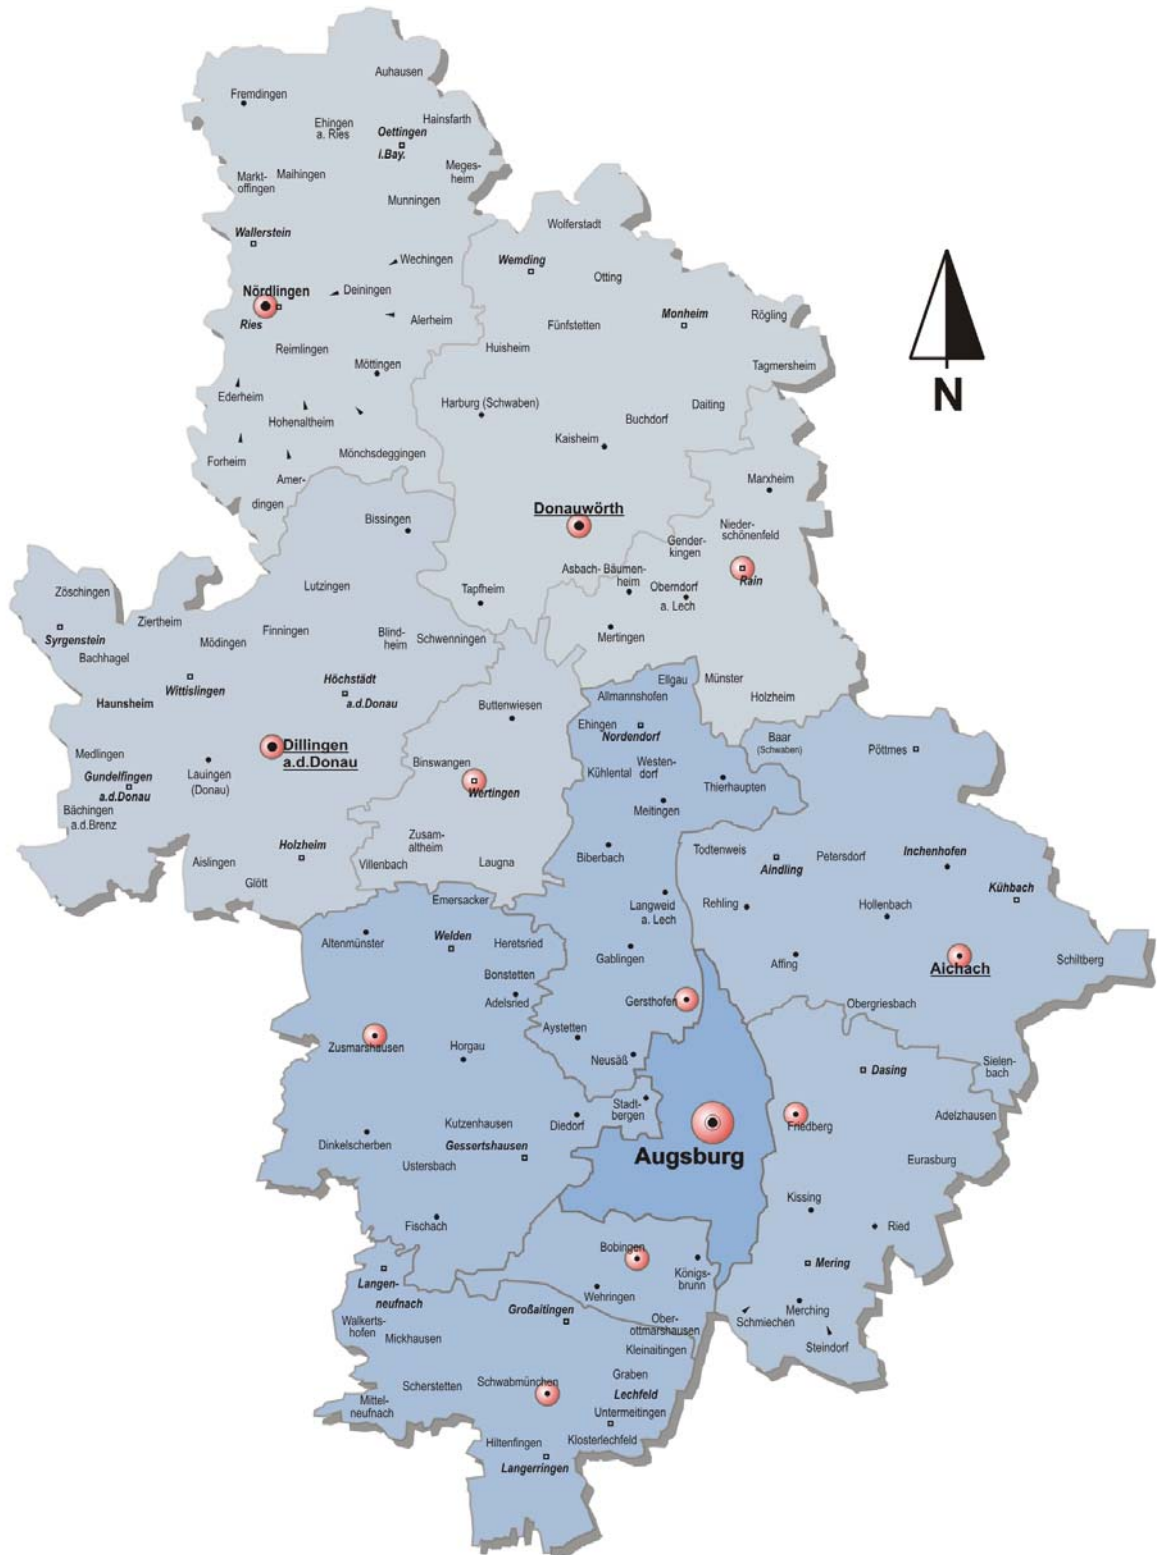 Auhausen
Fremdingen
Ehingen
a. Ries
Hainsfarth
Oettingen
i.Bay.
Meges-
heim
Markt-
offingen
Maihingen
Munningen
Wolferstadt
Wallerstein
Wechingen
Wemding
Otting
Nördlingen
Deiningen
Ries
Alerheim
Fünfstetten
Monheim
Rögling
Reimlingen
Huisheim
Möttingen
Tagmersheim
N
Ederheim
Harburg (Schwaben)
Daiting
Hohenaltheim
Buchdorf
Kaisheim
Forheim
Mönchsdeggingen
Amer-
dingen
Marxheim
Donauwörth
Bissingen
Nieder-
schönenfeld
Gender-
kingen
Asbach- Bäumen-
heim
Rain
Zöschingen
Lutzingen
Tapfheim
Oberndorf
a. Lech
Ziertheim
Finningen
Blind-
heim
Schwenningen
Mertingen
Syrgenstein
Mödingen
Bachhagel
Höchstädt
a.d.Donau
Ellgau
Münster
Wittislingen
Allmannshofen
Holzheim
Haunsheim
Buttenwiesen
Ehingen
Nordendorf
Baar
(Schwaben)
Pöttmes
Dillingen
a.d.Donau
Medlingen
Binswangen
Westen-
dorf
Gundelfingen
a.d.Donau
Lauingen
(Donau)
Kühlental
Thierhaupten
Wertingen
Bächingen
a.d.Brenz
Meitingen
Zusam-
altheim
Holzheim
Aislingen
Villenbach
Laugna
Biberbach
Todtenweis
Aindling
Petersdorf
Inchenhofen
Glött
Kühbach
Emersacker
Langweid
a. Lech
Rehling
Hollenbach
Altenmünster
Welden
Heretsried
Gablingen
Affing
Aichach
Schiltberg
Bonstetten
Adelsried
Gersthofen
Obergriesbach
Zusmarshausen
Horgau
Aystetten
Neusäß
Dasing
Sielen-
bach
Stadt-
bergen
Kutzenhausen
Diedorf
Friedberg
Adelzhausen
Dinkelscherben
Gessertshausen
Augsburg
Ustersbach
Eurasburg
Fischach
Kissing
Ried
Bobingen
Mering
Langen-
neufnach
Königs-
brunn
Wehringen
Großaitingen
Merching
Walkerts-
hofen
Mickhausen
Ober-
ottmarshausen
Schmiechen
Kleinaitingen
Steindorf
Scherstetten
Schwabmünchen
Graben
Lechfeld
Mittel-
neufnach
Untermeitingen
Hiltenfingen
Klosterlechfeld
Langerringen